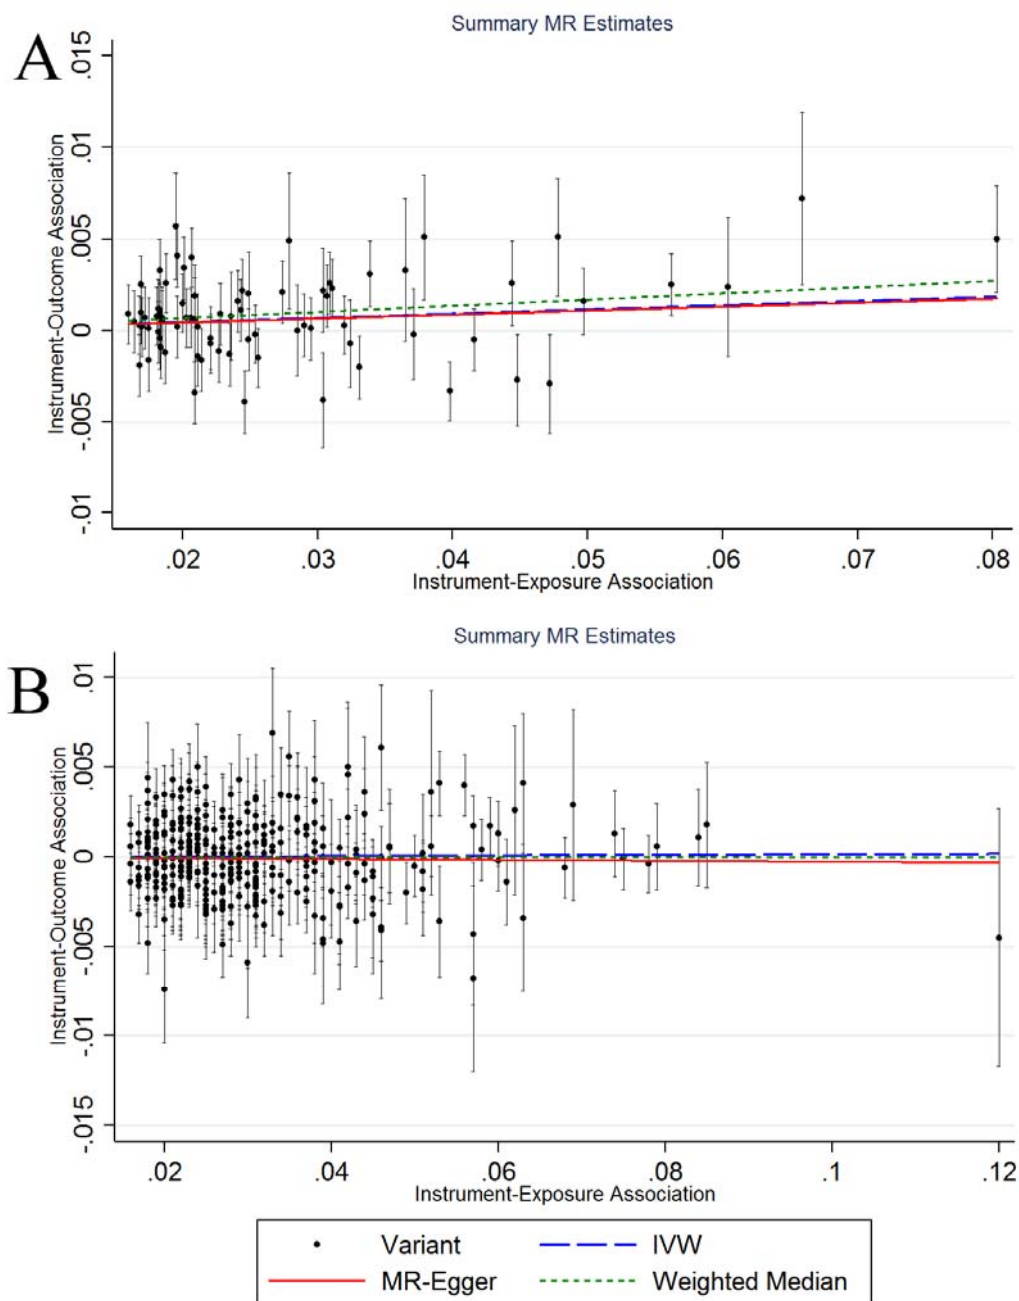 Summary MR Estimates
A
Instrument-Outcome Association
.015
.01
.005
0
-.005
-.01
.02 .03 .04 .05 .06 .07 .08
Instrument-Exposure Association
Summary MR Estimates
B
Instrument-Outcome Association
.01
.005
0
-.005
-.01
-.015
.02 .04 .06 .08 .1 .12
Instrument-Exposure Association
Variant IVW
MR-Egger Weighted Median